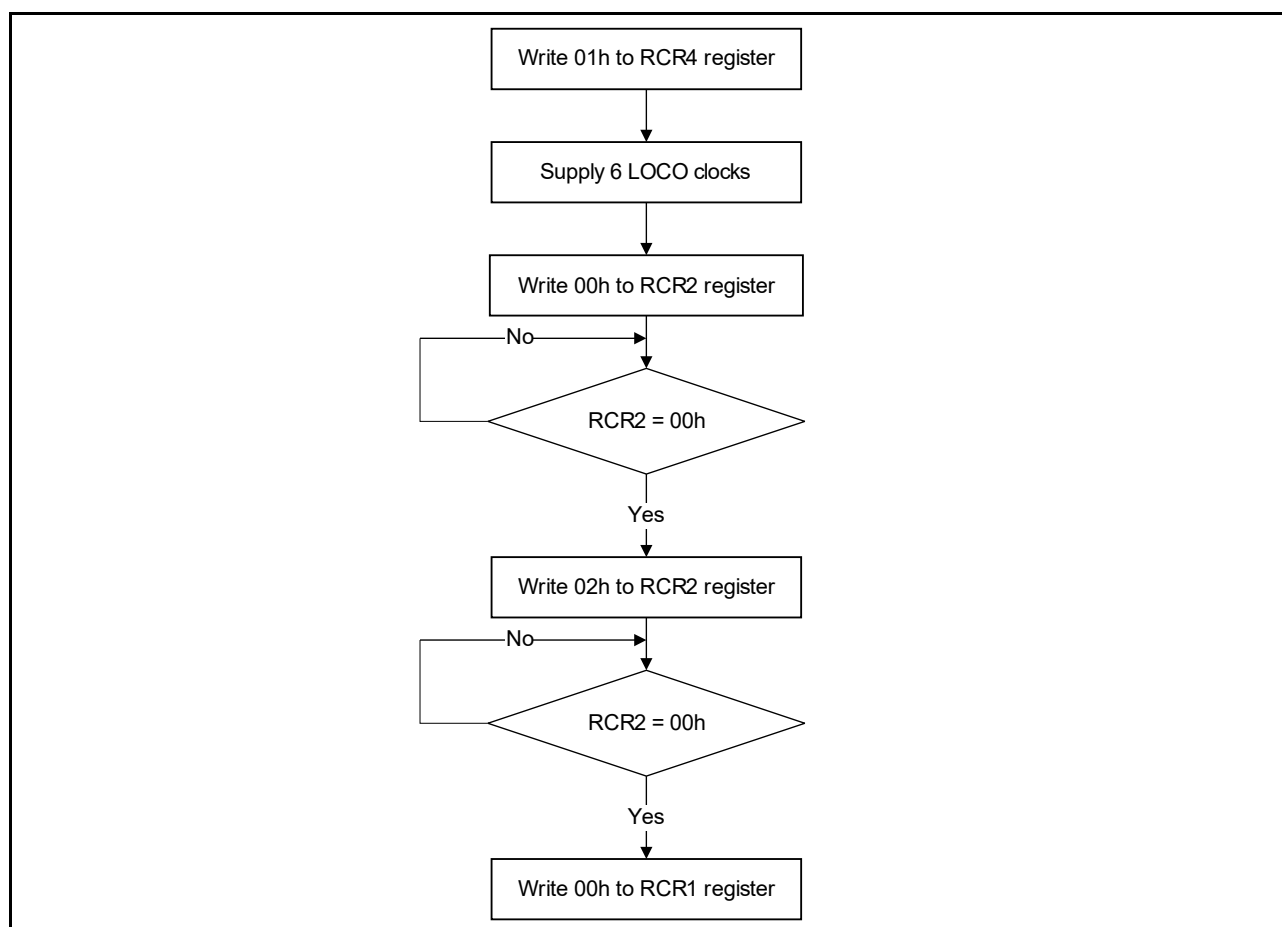 Write 01h to RCR4 register
Supply 6 LOCO clocks
Write 00h to RCR2 register
No
RCR2 = 00h
Yes
Write 02h to RCR2 register
No
RCR2 = 00h
Yes
Write 00h to RCR1 register